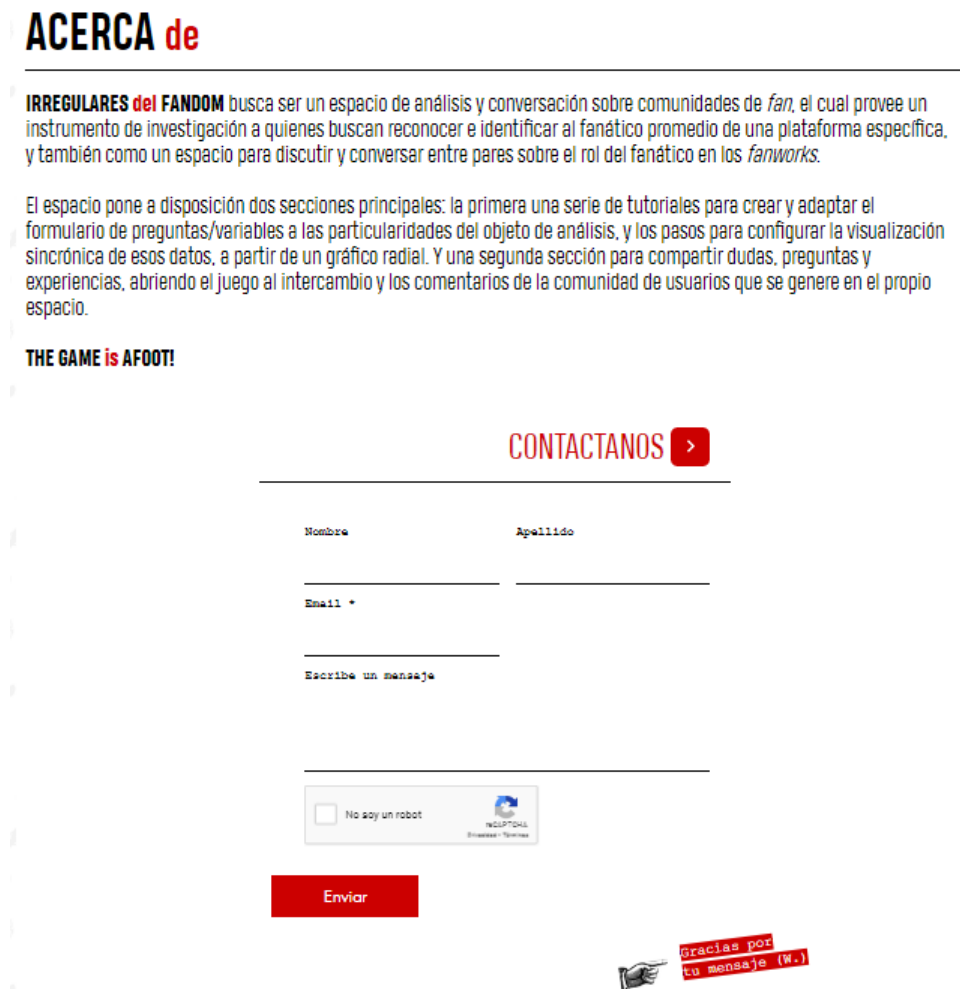 ACERCA de
IRREGULARES del FANDOM busca ser un espacio de análisis y conversación sobre comunidades de fan, el cual provee un
instrumento de investigación a quienes buscan reconocer e identificar al fanático promedio de una plataforma específica,
y también como un espacio para discutir y conversar entre pares sobre el rol del fanático en los fanworks.
El espacio pone a disposición dos secciones principales: la primera una serie de tutoriales para crear y adaptar el
formulario de preguntas/variables a las particularidades del objeto de análisis, y los pasos para configurar la visualización
sincrónica de esos datos, a partir de un gráfico radial. Y una segunda sección para compartir dudas, preguntas y
experiencias, abriendo el juego al intercambio y los comentarios de la comunidad de usuarios que se genere en el propio
espacio.
THE GAME is AFOOT!
CONTACTANOS >
Nombre Apellido
Email *
Escribe un mensaje
No soy un robot
reCAPTCHA
Privacidad - Términos
Enviar
Gracias por
tu mensaje (W.)